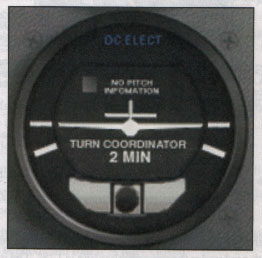 DC ELECT
NO PITCH
INFOMATION
TURN COORDINATOR
2 MIN